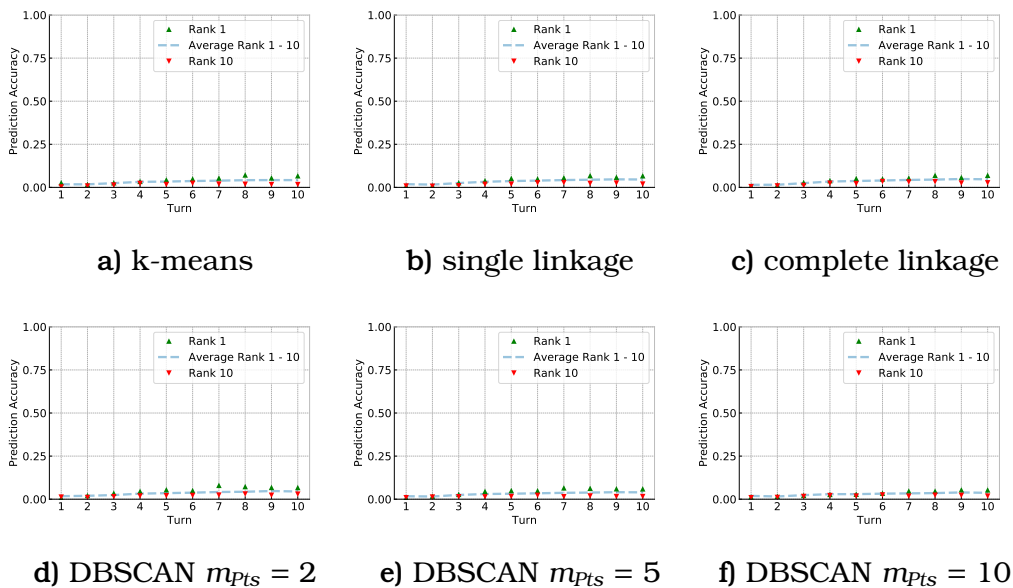 1.00
0.75
0.50
0.25
0.00
Prediction Accuracy
Rank 1
Average Rank 1 - 10
Rank 10
1 2 3 4 5 6 7 8 9 10
Turn
a) k-means
1.00
0.75
0.50
0.25
0.00
Prediction Accuracy
Rank 1
Average Rank 1 - 10
Rank 10
1 2 3 4 5 6 7 8 9 10
Turn
b) single linkage
1.00
0.75
0.50
0.25
0.00
Prediction Accuracy
Rank 1
Average Rank 1 - 10
Rank 10
1 2 3 4 5 6 7 8 9 10
Turn
c) complete linkage
1.00
0.75
0.50
0.25
0.00
Prediction Accuracy
Rank 1
Average Rank 1 - 10
Rank 10
1 2 3 4 5 6 7 8 9 10
Turn
d) DBSCAN mPts = 2
1.00
0.75
0.50
0.25
0.00
Prediction Accuracy
Rank 1
Average Rank 1 - 10
Rank 10
1 2 3 4 5 6 7 8 9 10
Turn
e) DBSCAN mPts = 5
1.00
0.75
0.50
0.25
0.00
Prediction Accuracy
Rank 1
Average Rank 1 - 10
Rank 10
1 2 3 4 5 6 7 8 9 10
Turn
f) DBSCAN mPts = 10